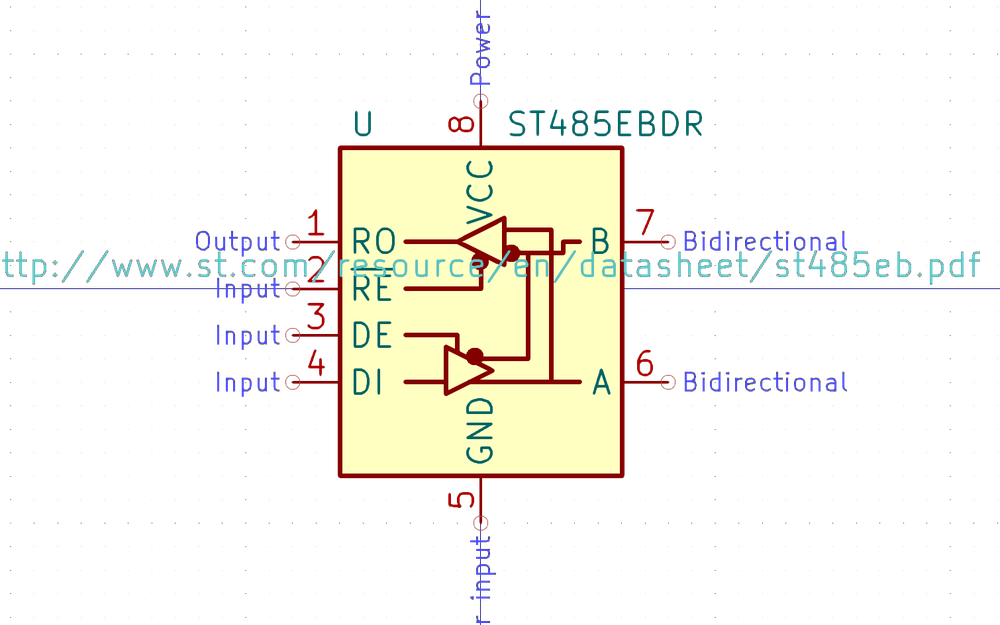 Power
8
U
ST485EBDR
VCC
1
7
Output
RO
B
Bidirectional
ttp://www.st.com/resource/en/datasheet/st485eb.pdf
2
Input
RE
3
Input
DE
4
6
Input
DI
A
Bidirectional
GND
5
r input